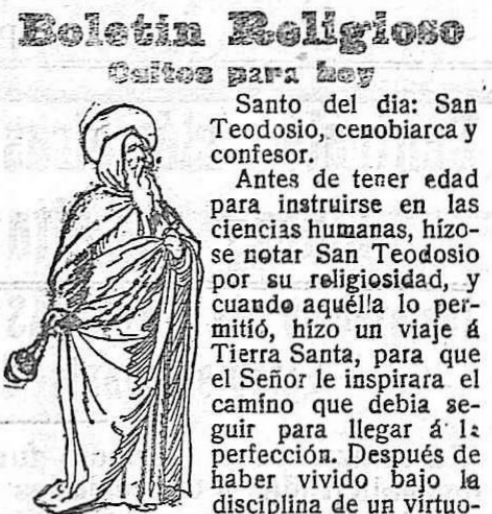 Boletin Religioso
Cultos para hoy
Santo del dia: San
Teodosio, cenobiarca y
confesor.
Antes de tener edad
para instruirse en las
ciencias humanas, hízo-
se notar San Teodosio
por su religiosidad, y
cuando aquélla lo per-
mitió, hizo un viaje á
Tierra Santa, para que
el Señor le inspirara el
camino que debia se-
guir para llegar á la
perfección. Después de
haber vivido bajo la
disciplina de un virtuo-